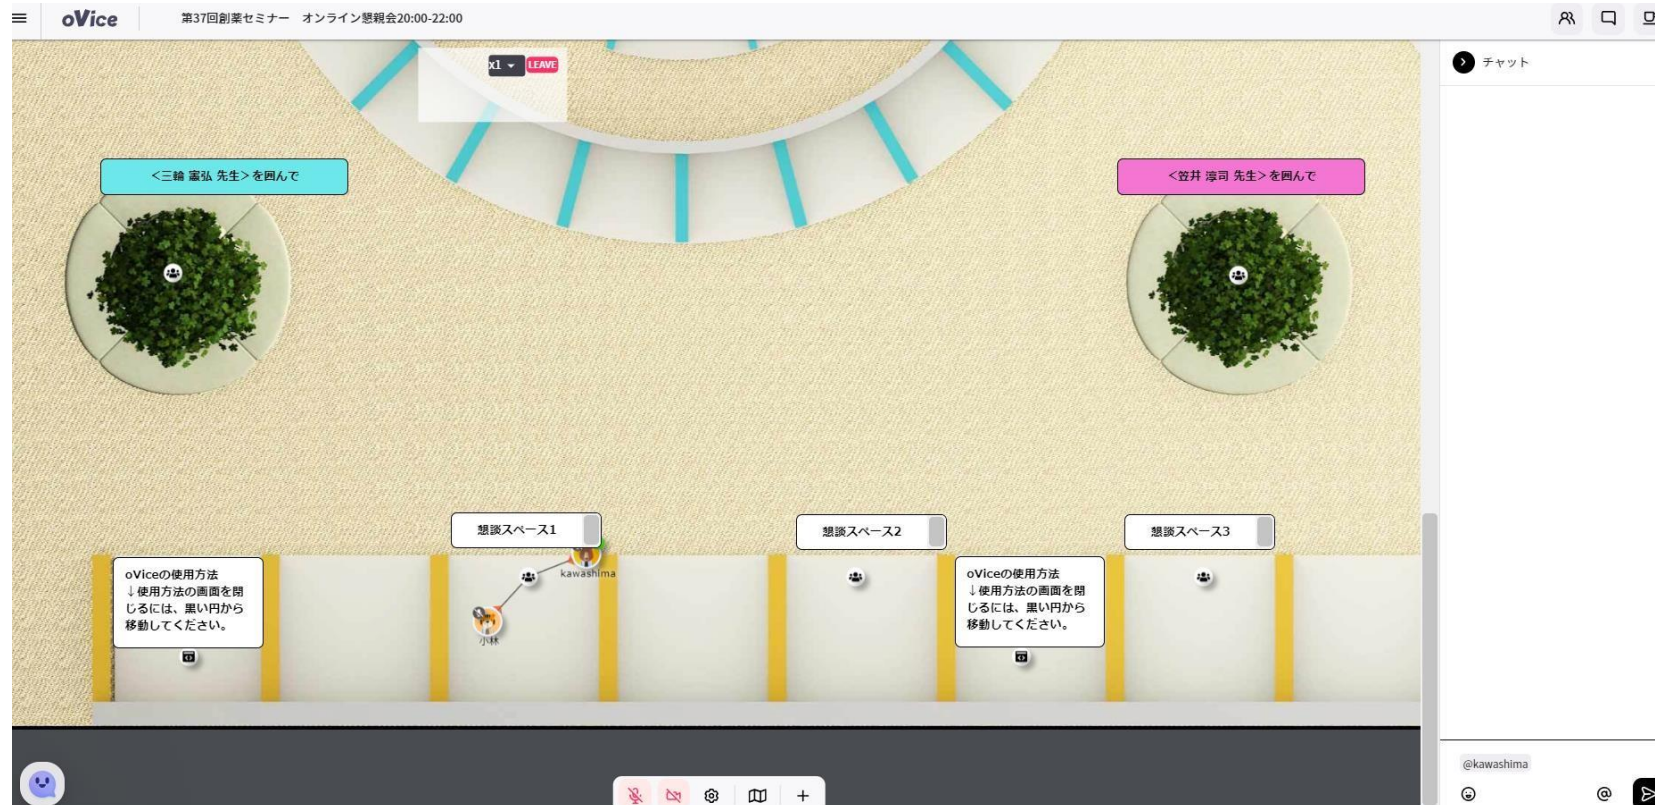 oVice
第37回創薬セミナー オンライン懇親会20:00-22:00
x1
LEAVE
チャット
<三輪 憲弘 先生>を囲んで
<笠井 淳司 先生>を囲んで
懇談スペース1
懇談スペース2
懇談スペース3
oViceの使用方法
↓使用方法の画面を閉
じるには、黒い円から
移動してください。
kawashima
小林
oViceの使用方法
↓使用方法の画面を閉
じるには、黒い円から
移動してください。
@kawashima